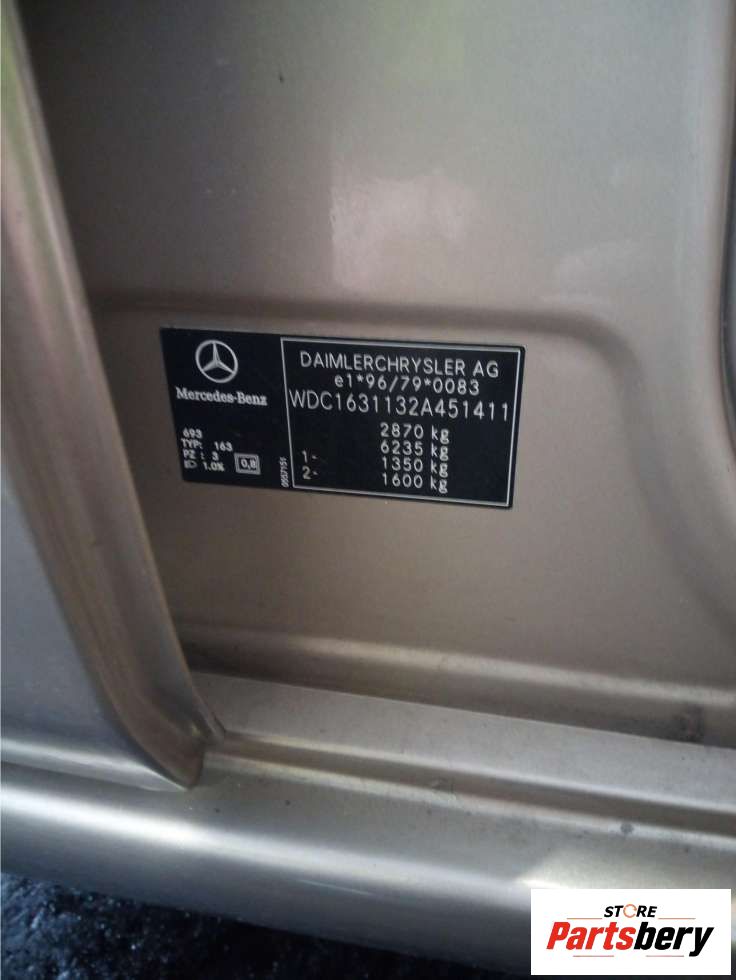 Mercedes-Benz
693
TYP: 163
PZ : 3
1.0% 0,8
0557151
DAIMLERCHRYSLER AG
e1*96/79*0083
WDC1631132A451411
2870 kg
6235 kg
1- 1350 kg
2- 1600 kg
STORE
Partsbery